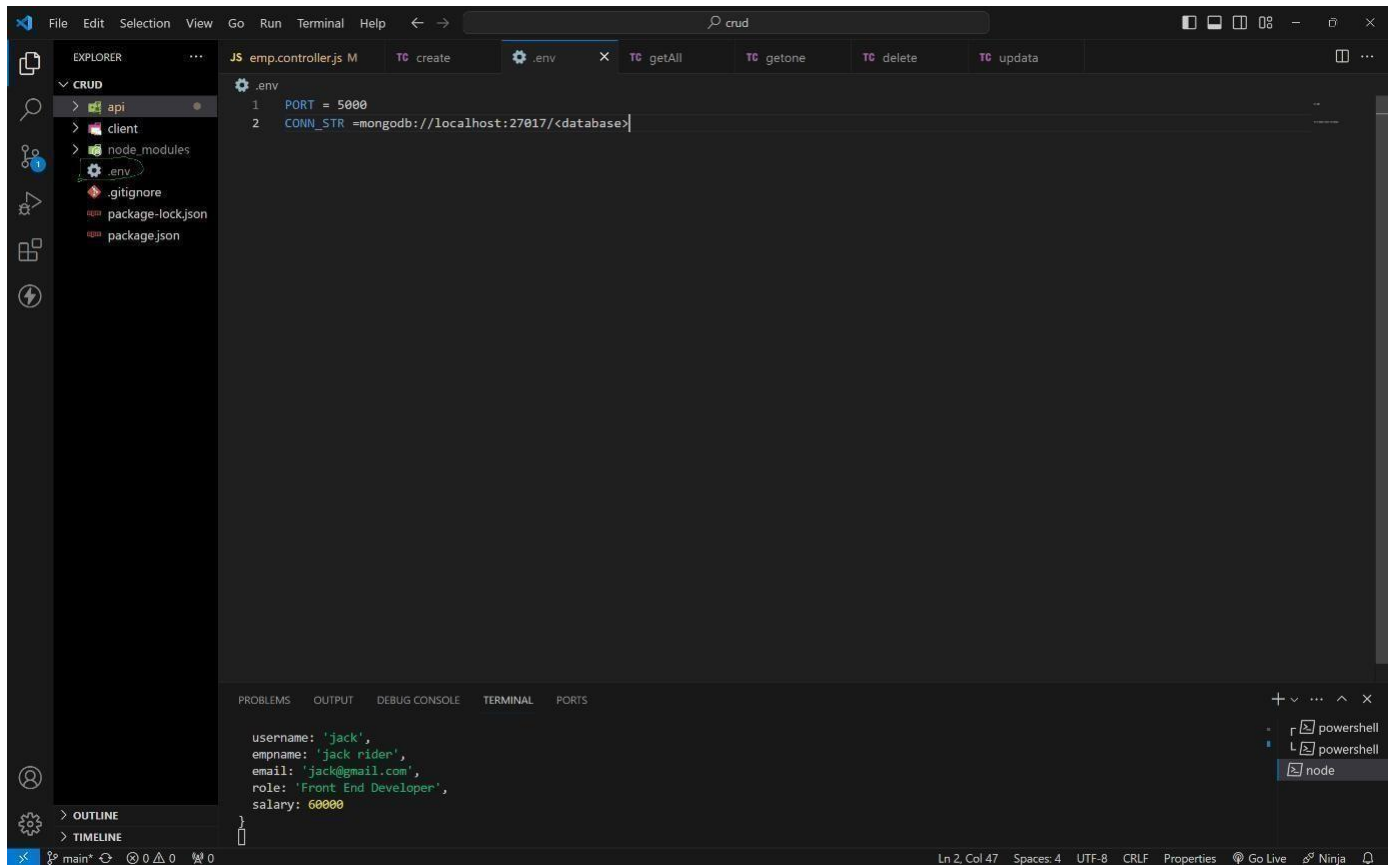 File Edit Selection View Go Run Terminal Help
crud
EXPLORER
CRUD
api
client
node_modules
.env
.gitignore
package-lock.json
package.json
OUTLINE
TIMELINE
JS emp.controller.js M
TC create
.env
TC getAll
TC getone
TC delete
TC updata
.env
1 PORT = 5000
2 CONN_STR =mongodb://localhost:27017/<database>
PROBLEMS OUTPUT DEBUG CONSOLE TERMINAL PORTS
username: 'jack',
empname: 'jack rider',
email: 'jack@gmail.com',
role: 'Front End Developer',
salary: 60000
}
powershell
powershell
node
1
main* 0 0 0
Ln 2, Col 47 Spaces: 4 UTF-8 CRLF Properties Go Live Ninja